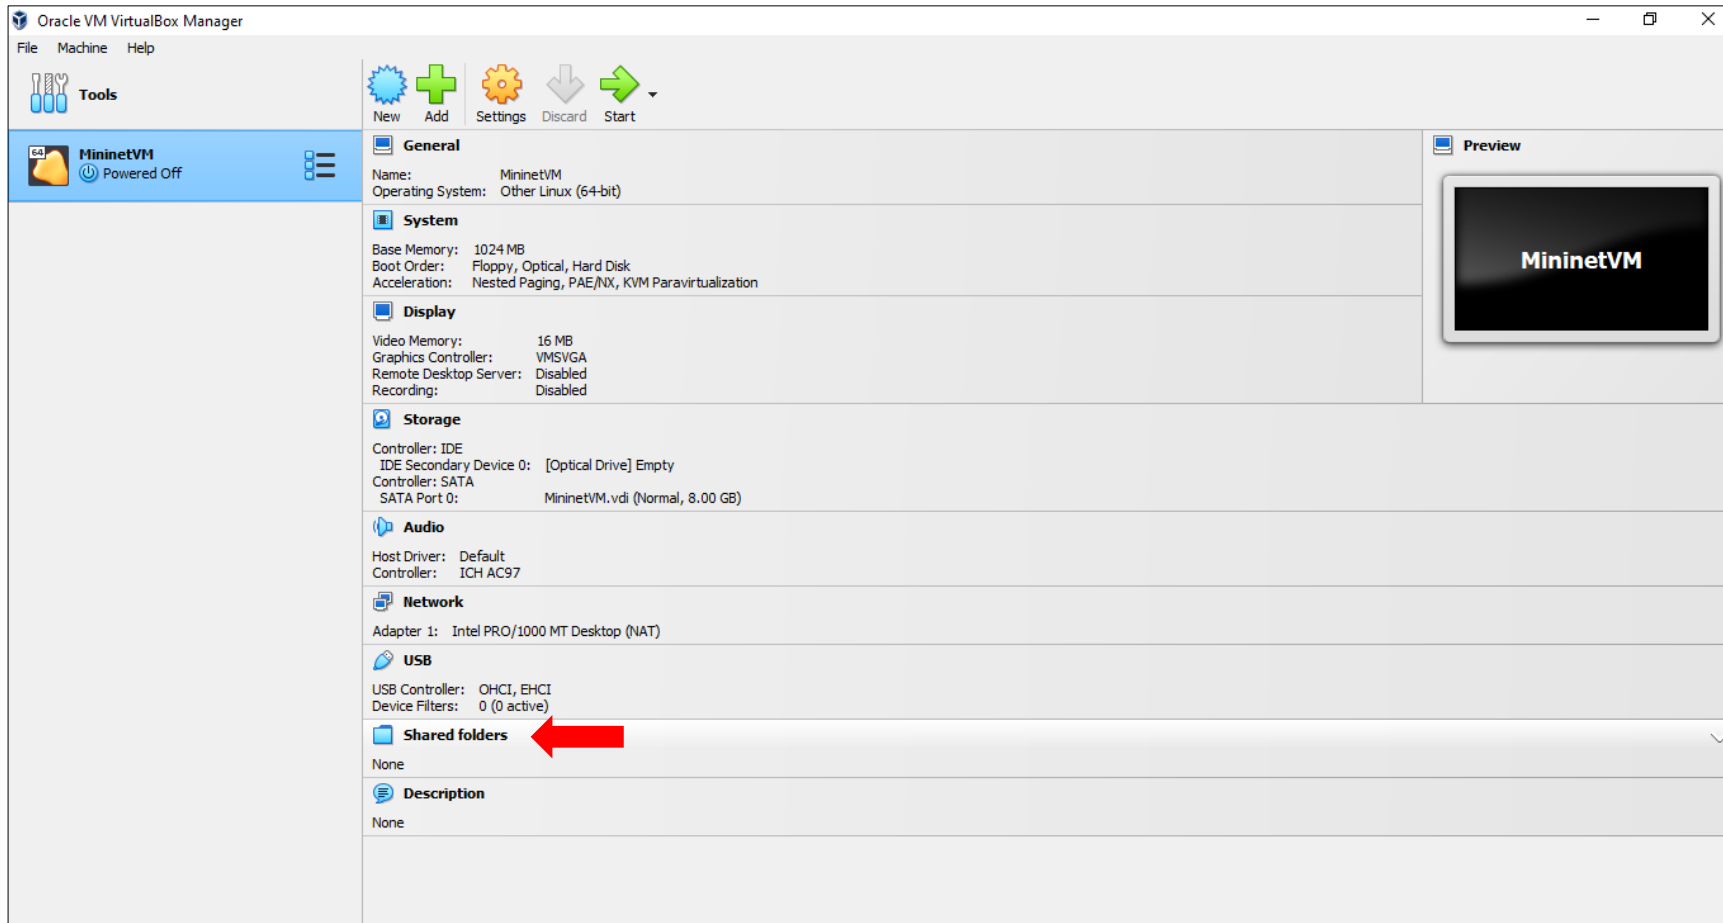 Oracle VM VirtualBox Manager
File Machine Help
Tools
New Add Settings Discard Start
64
MininetVM
Powered Off
General
Name: MininetVM
Operating System: Other Linux (64-bit)
System
Base Memory: 1024 MB
Boot Order: Floppy, Optical, Hard Disk
Acceleration: Nested Paging, PAE/NX, KVM Paravirtualization
Display
Video Memory: 16 MB
Graphics Controller: VMSVGA
Remote Desktop Server: Disabled
Recording: Disabled
Preview
MininetVM
Storage
Controller: IDE
IDE Secondary Device 0: [Optical Drive] Empty
Controller: SATA
SATA Port 0: MininetVM.vdi (Normal, 8.00 GB)
Audio
Host Driver: Default
Controller: ICH AC97
Network
Adapter 1: Intel PRO/1000 MT Desktop (NAT)
USB
USB Controller: OHCI, EHCI
Device Filters: 0 (0 active)
Shared folders
None
Description
None